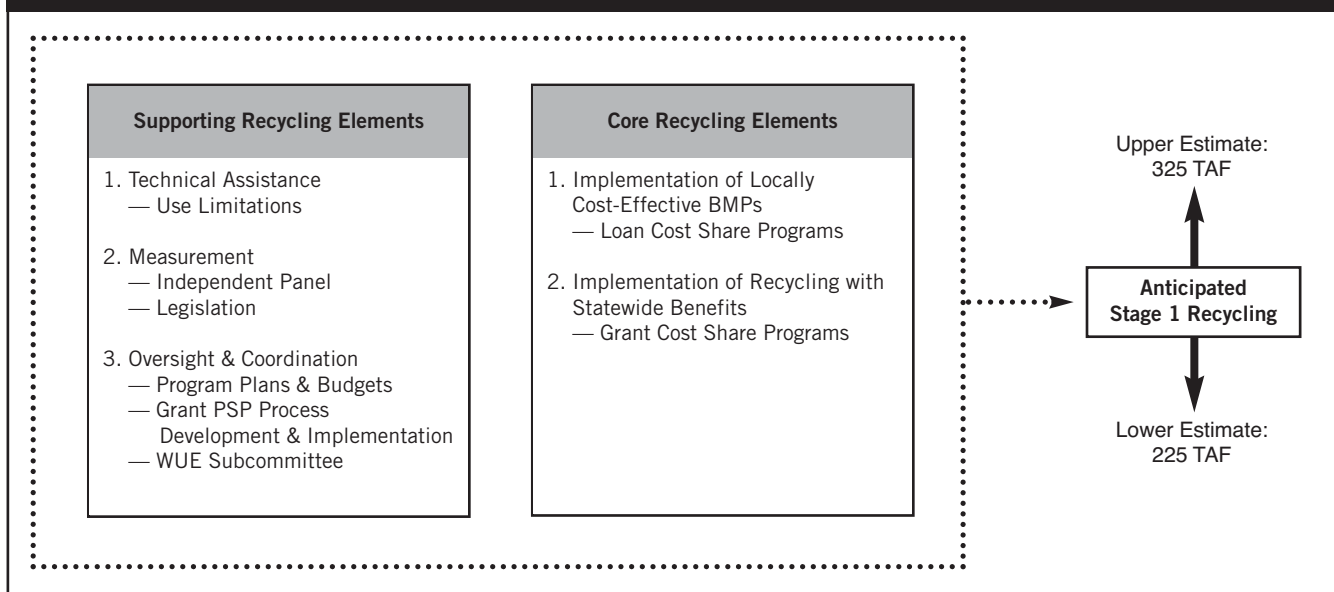 Supporting Recycling Elements
1. Technical Assistance
— Use Limitations
2. Measurement
— Independent Panel
— Legislation
3. Oversight & Coordination
— Program Plans & Budgets
— Grant PSP Process
Development & Implementation
— WUE Subcommittee
Core Recycling Elements
1. Implementation of Locally
Cost-Effective BMPs
— Loan Cost Share Programs
2. Implementation of Recycling with
Statewide Benefits
— Grant Cost Share Programs
Upper Estimate:
325 TAF
Anticipated
Stage 1 Recycling
Lower Estimate:
225 TAF